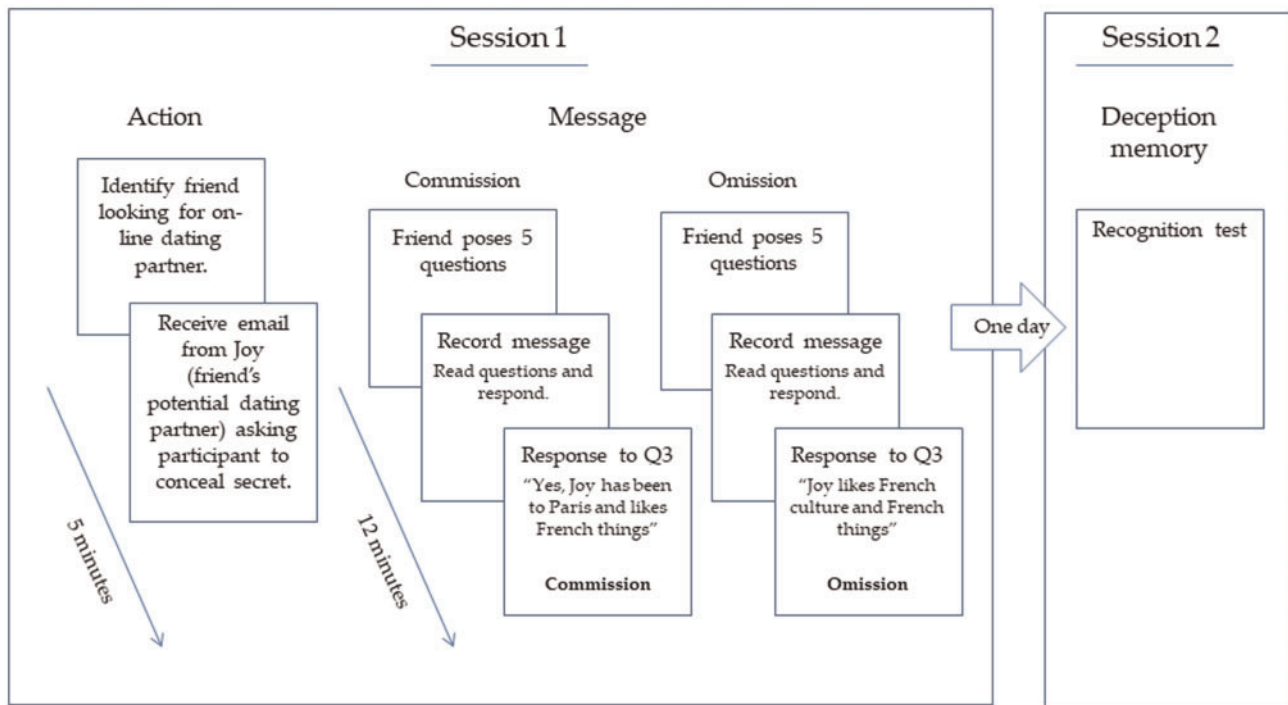 Session 1
Action
Identify friend
looking for on-
line dating
partner.
Receive email
from Joy
(friend's
potential dating
partner) asking
participant to
conceal secret.
5 minutes
Message
Commission
Friend poses 5
questions
Record message
Read questions and
respond.
Response to Q3
“Yes, Joy has been
to Paris and likes
French things”
Commission
12 minutes
Omission
Friend poses 5
questions
Record message
Read questions and
respond.
Response to Q3
“Joy likes French
culture and French
things”
Omission
One day
Session 2
Deception
memory
Recognition test